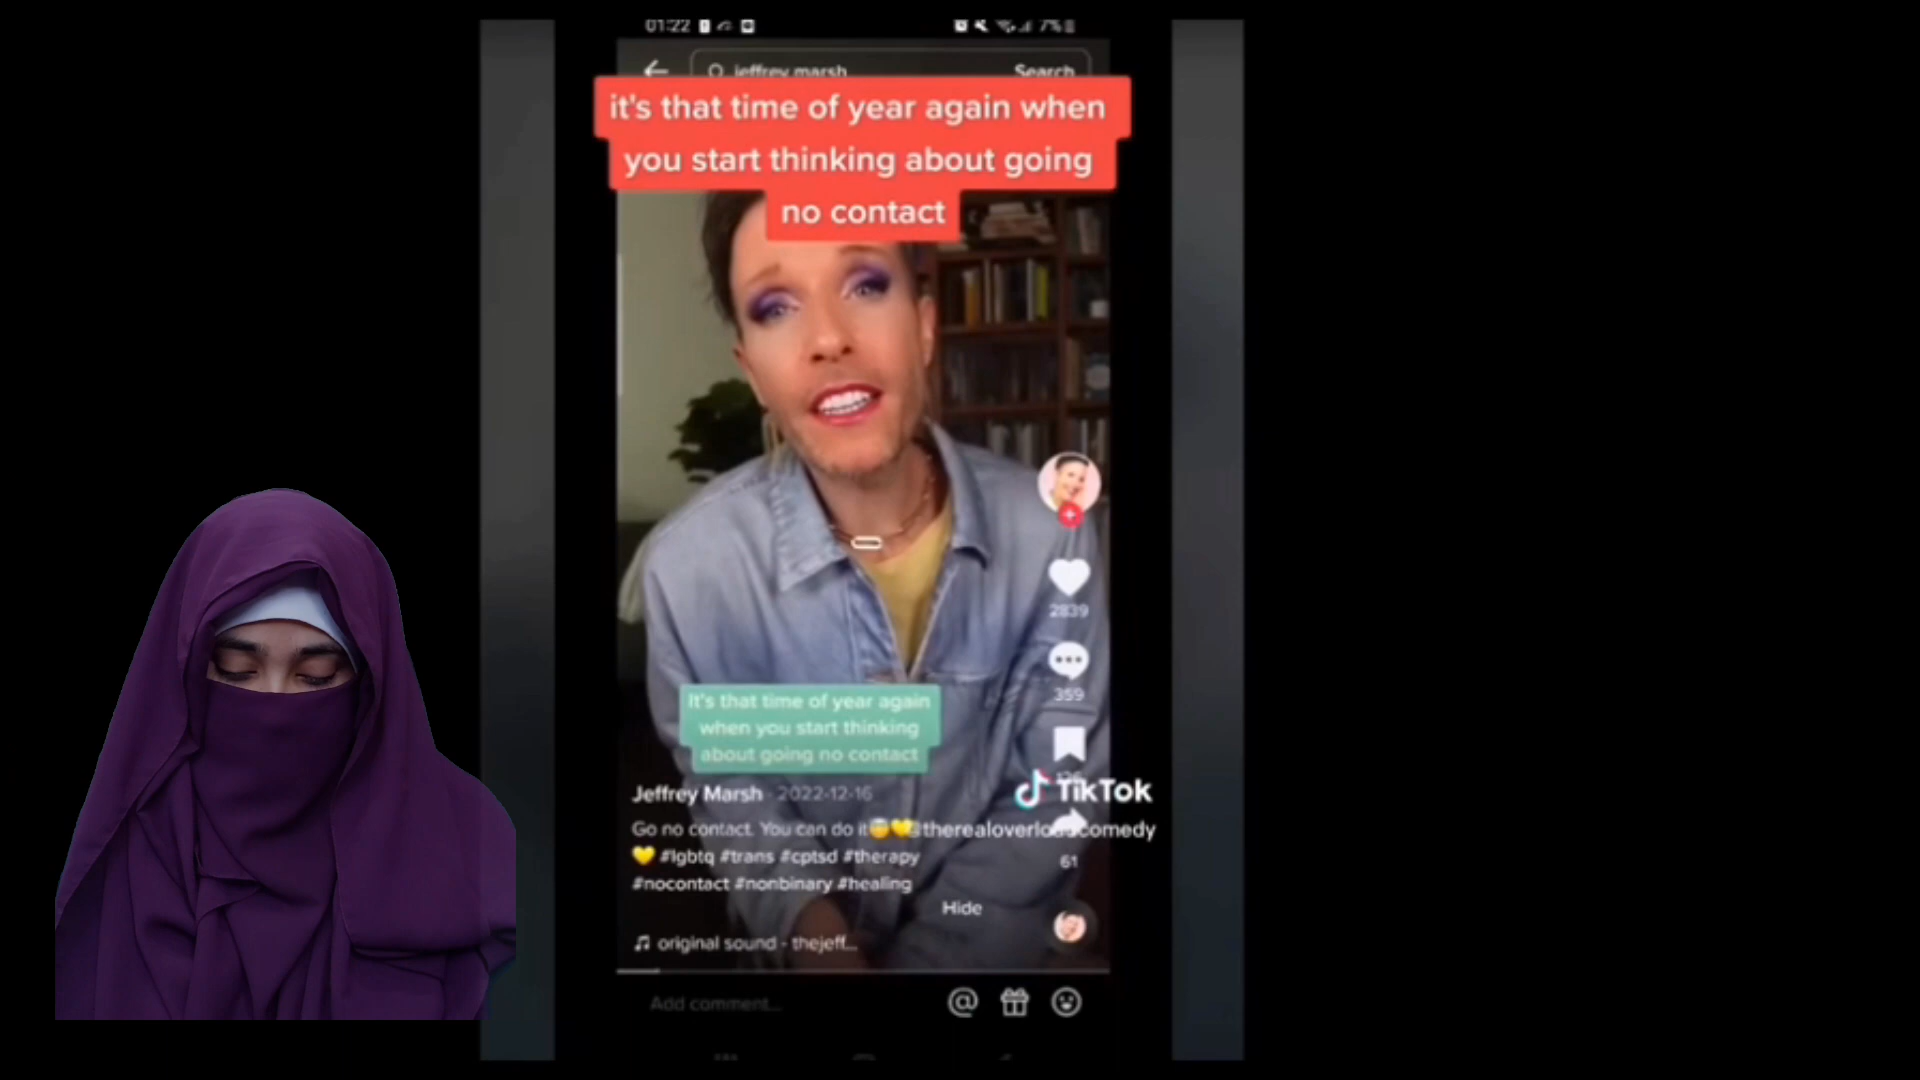 01:22
7%
jeffrey marsh Search
it's that time of year again when
you start thinking about going
no contact
2839
359
It's that time of year again
when you start thinking
about going no contact
Jeffrey Marsh · 2022-12-16
TikTok
Go no contact. You can do it
@therealoverlordcomedy
#lgbtq #trans #cptsd #therapy
61
#nocontact #nonbinary #healing
Hide
original sound - thejeff...
Add comment...